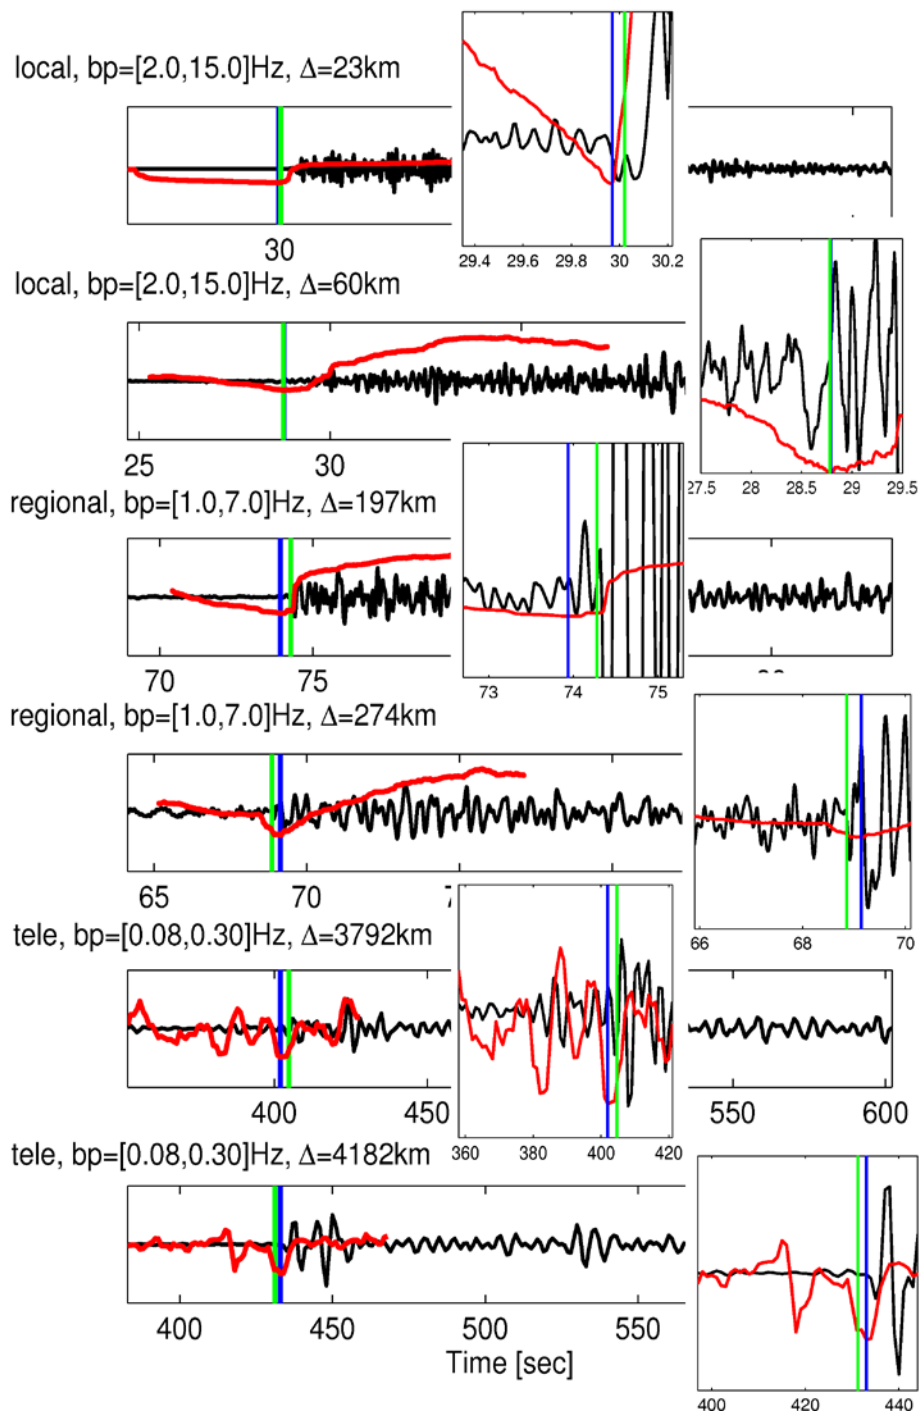 local, bp=[2.0,15.0]Hz, Δ=23km
30
29.4 29.6 29.8 30 30.2
local, bp=[2.0,15.0]Hz, Δ=60km
25 30
27.5 28 28.5 29 29.5
regional, bp=[1.0,7.0]Hz, Δ=197km
70 75
73 74 75
regional, bp=[1.0,7.0]Hz, Δ=274km
65 70
66 68 70
tele, bp=[0.08,0.30]Hz, Δ=3792km
400 450 550 600
360 380 400 420
tele, bp=[0.08,0.30]Hz, Δ=4182km
400 450 500 550
Time [sec]
400 420 440